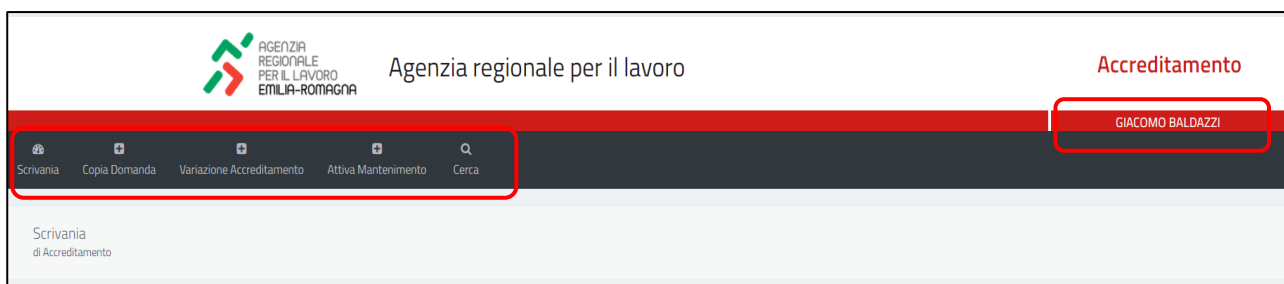 AGENZIA
REGIONALE
PER IL LAVORO
EMILIA-ROMAGNA
Agenzia regionale per il lavoro
Accreditamento
GIACOMO BALDAZZI
Scrivania Copia Domanda Variazione Accreditamento Attiva Mantenimento Cerca
Scrivania
di Accreditamento